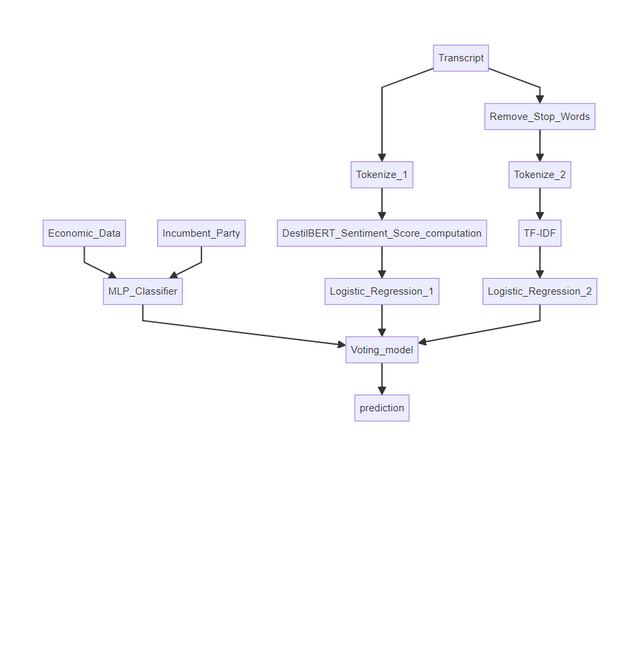 Transcript
Remove_Stop_Words
Tokenize_1
Tokenize_2
Economic_Data
Incumbent_Party
DestilBERT_Sentiment_Score_computation
TF-IDF
MLP_Classifier
Logistic_Regression_1
Logistic_Regression_2
Voting_model
prediction